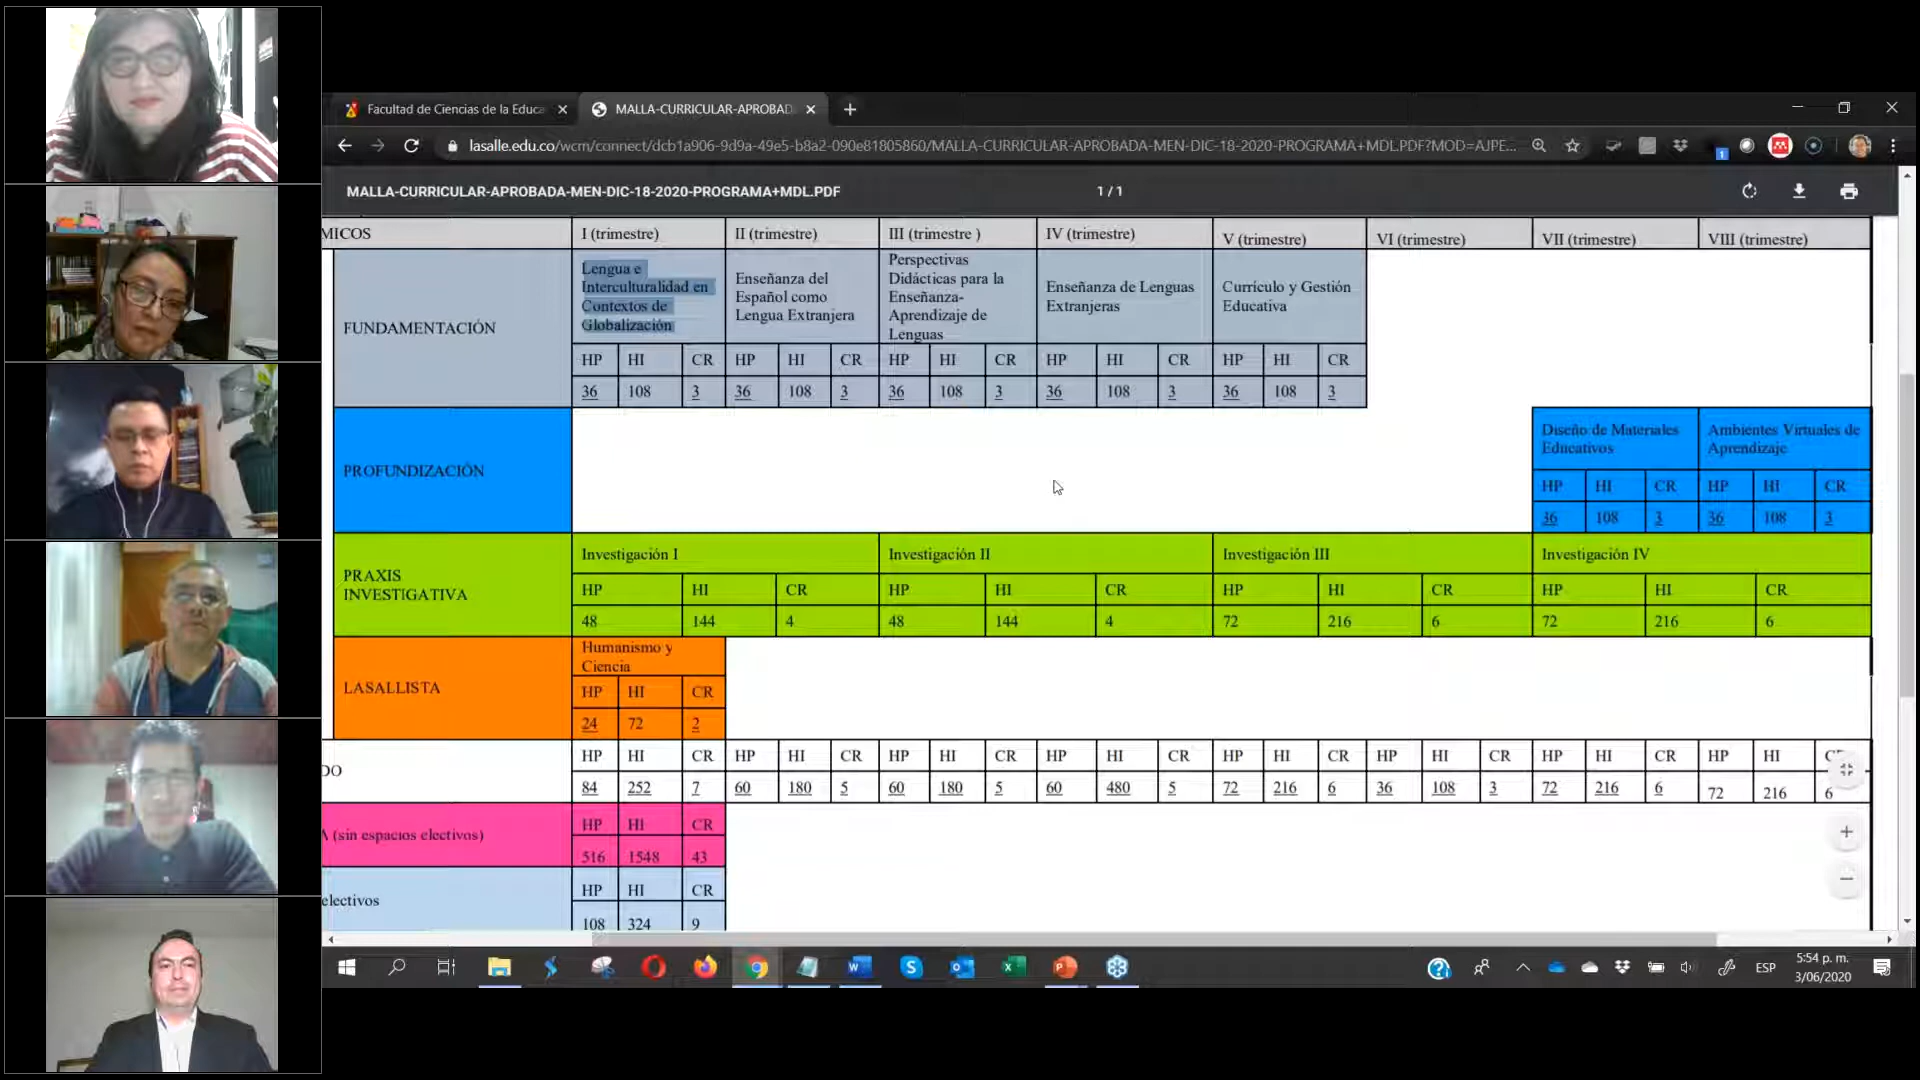 Facultad de Ciencias de la Educa
MALLA-CURRICULAR-APROBAD
lasalle.edu.co/wcm/connect/dcb1a906-9d9a-49e5-b8a2-090e81805860/MALLA-CURRICULAR-APROBADA-MEN-DIC-18-2020-PROGRAMA+MDL.PDF?MOD=AJPE...
MALLA-CURRICULAR-APROBADA-MEN-DIC-18-2020-PROGRAMA+MDL.PDF
1 / 1
MICOS
I (trimestre)
II (trimestre)
III (trimestre )
IV (trimestre)
V (trimestre)
VI (trimestre)
VII (trimestre)
VIII (trimestre)
FUNDAMENTACIÓN
Lengua e
Interculturalidad en
Contextos de
Globalización
Enseñanza del
Español como
Lengua Extranjera
Perspectivas
Didácticas para la
Enseñanza-
Aprendizaje de
Lenguas
Enseñanza de Lenguas
Extranjeras
Currículo y Gestión
Educativa
HP HI CR HP HI CR HP HI CR HP HI CR HP HI CR
36 108 3 36 108 3 36 108 3 36 108 3 36 108 3
PROFUNDIZACIÓN
Diseño de Materiales
Educativos
Ambientes Virtuales de
Aprendizaje
HP HI CR HP HI CR
36 108 3 36 108 3
PRAXIS
INVESTIGATIVA
Investigación I
Investigación II
Investigación III
Investigación IV
HP HI CR HP HI CR HP HI CR HP HI CR
48 144 4 48 144 4 72 216 6 72 216 6
LASALLISTA
Humanismo y
Ciencia
HP HI CR
24 72 2
DO
HP HI CR HP HI CR HP HI CR HP HI CR HP HI CR HP HI CR HP HI CR HP HI
84 252 7 60 180 5 60 180 5 60 480 5 72 216 6 36 108 3 72 216 6 72 216 6
A (sin espacios electivos)
HP HI CR
516 1548 43
electivos
HP HI CR
108 324 9
ESP
5:54 p. m.
3/06/2020